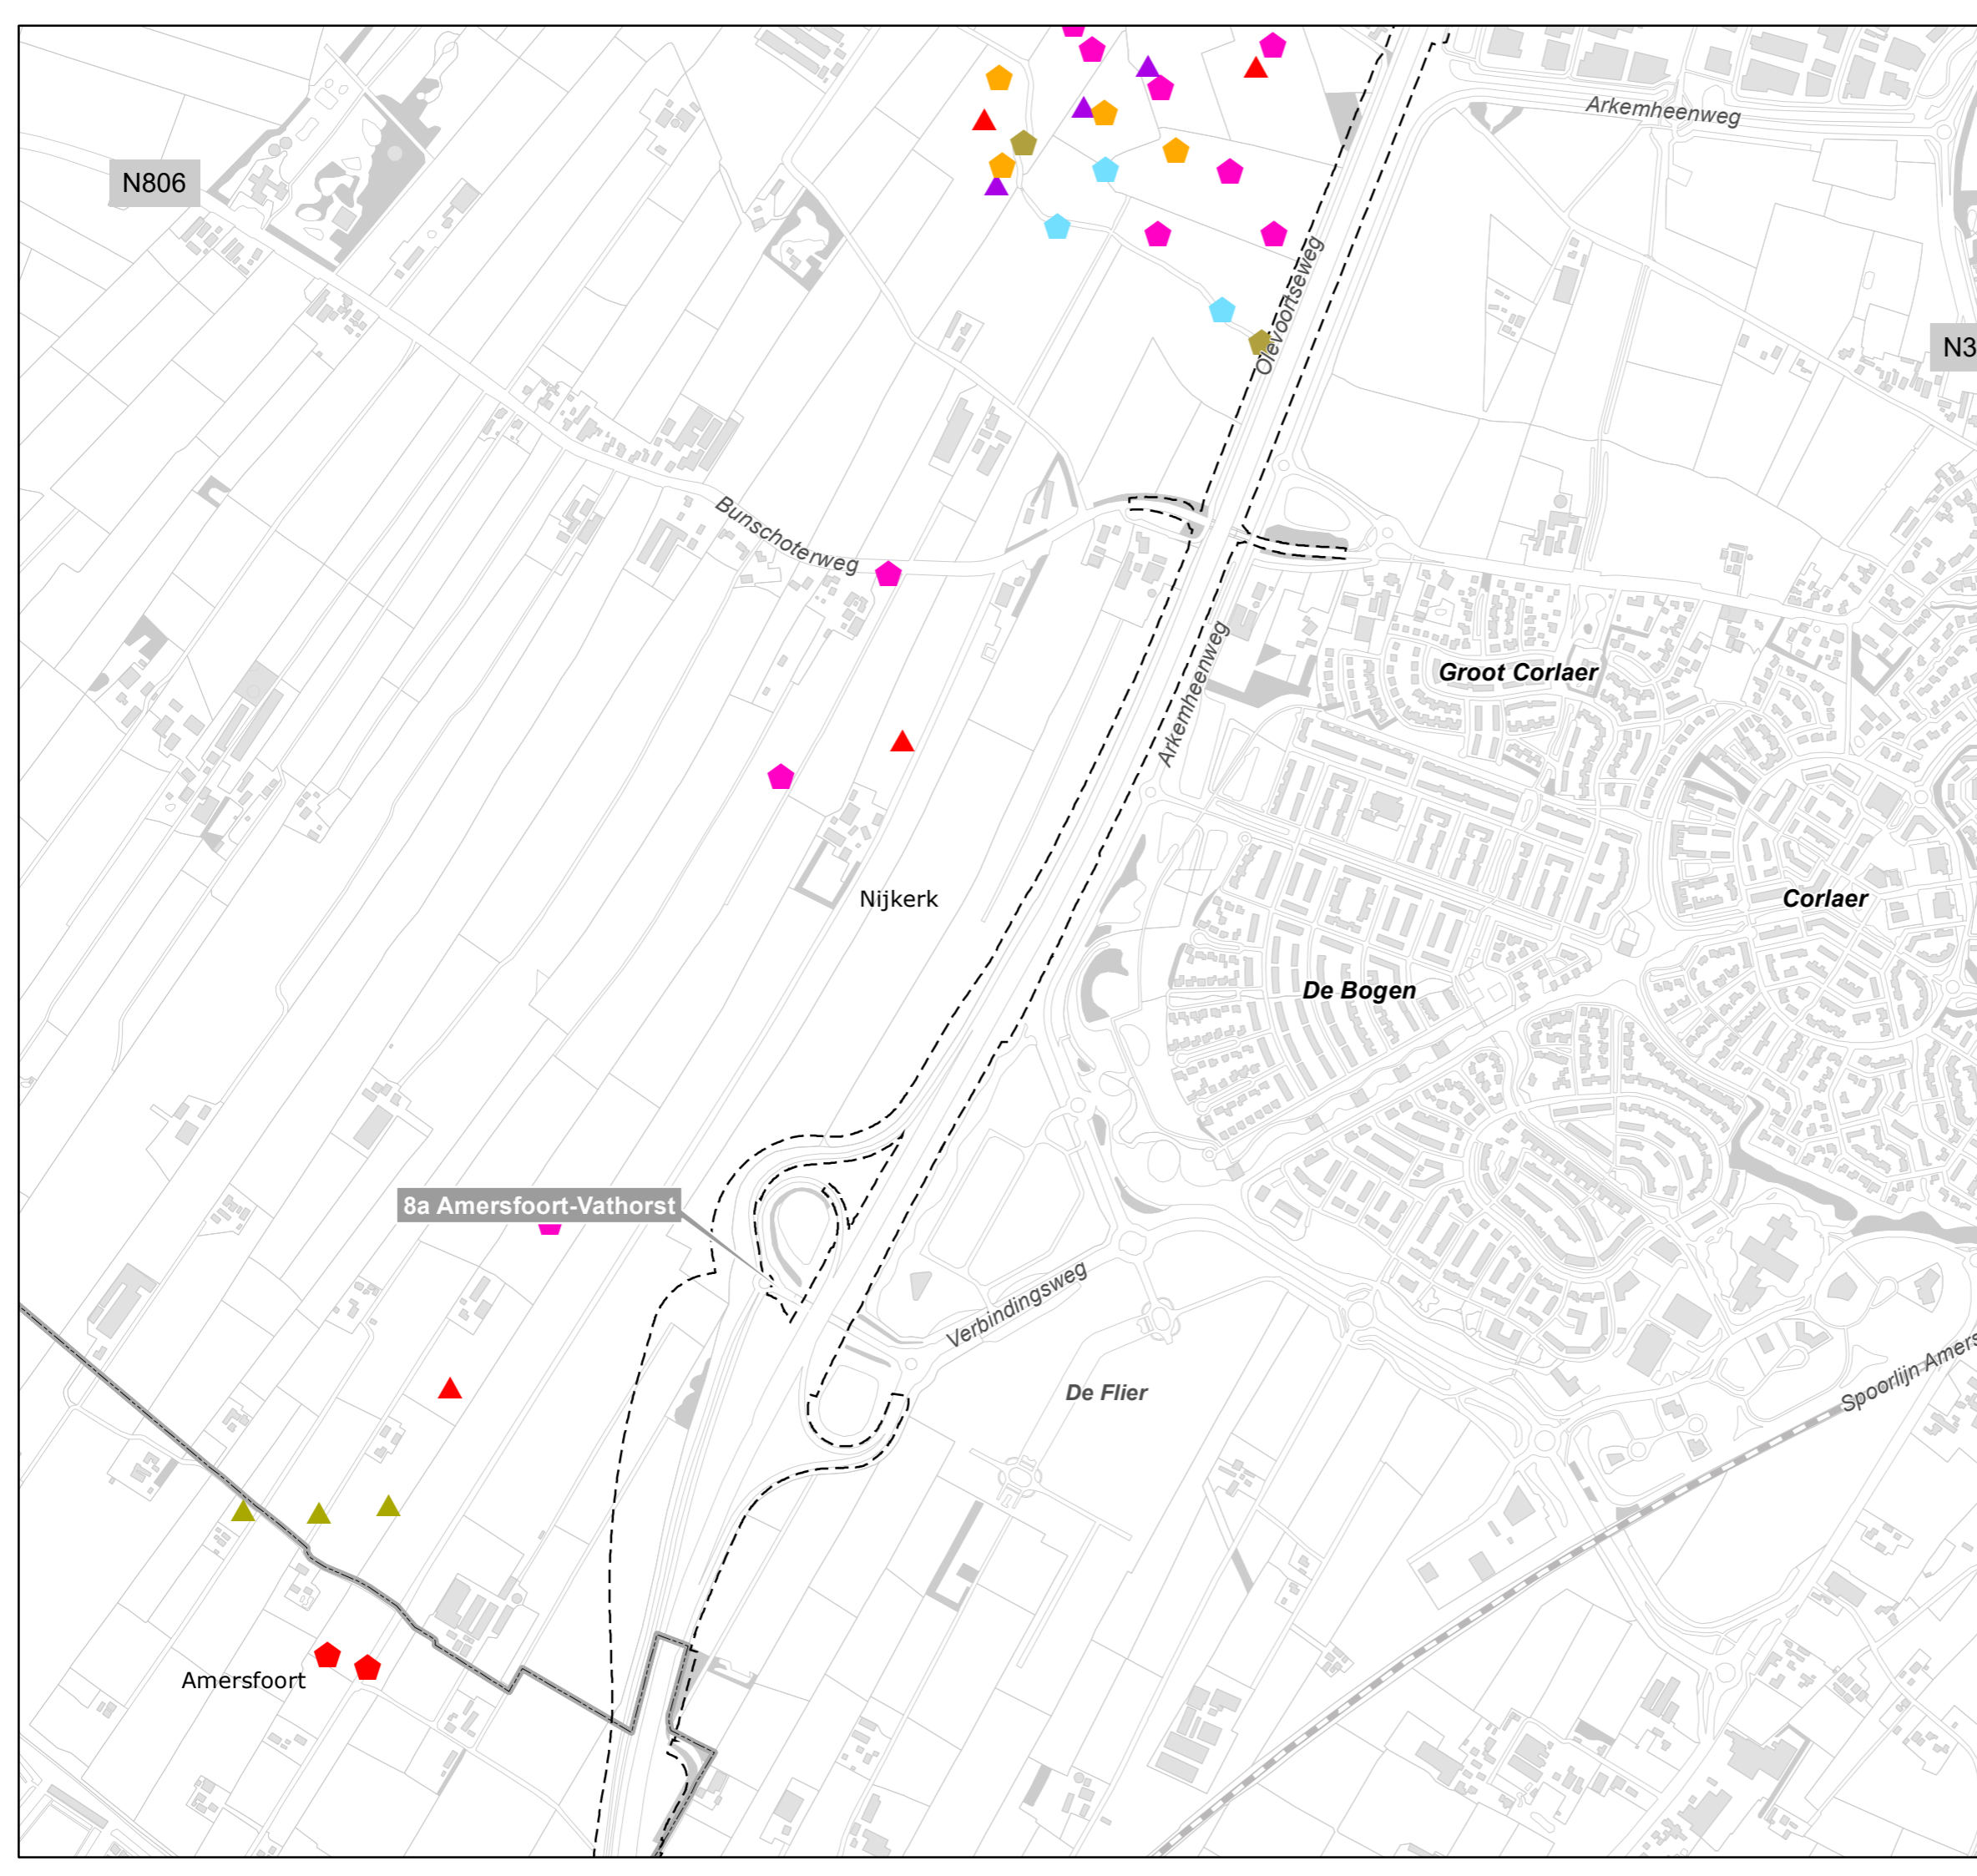 Arkemheenweg
N806
Olevoortseweg
N3
Bunschoterweg
Arkemheenweg
Groot Corlaer
Nijkerk
Corlaer
De Bogen
8a Amersfoort-Vathorst
Verbindingsweg
De Flier
Spoorlijn Amers
Amersfoort